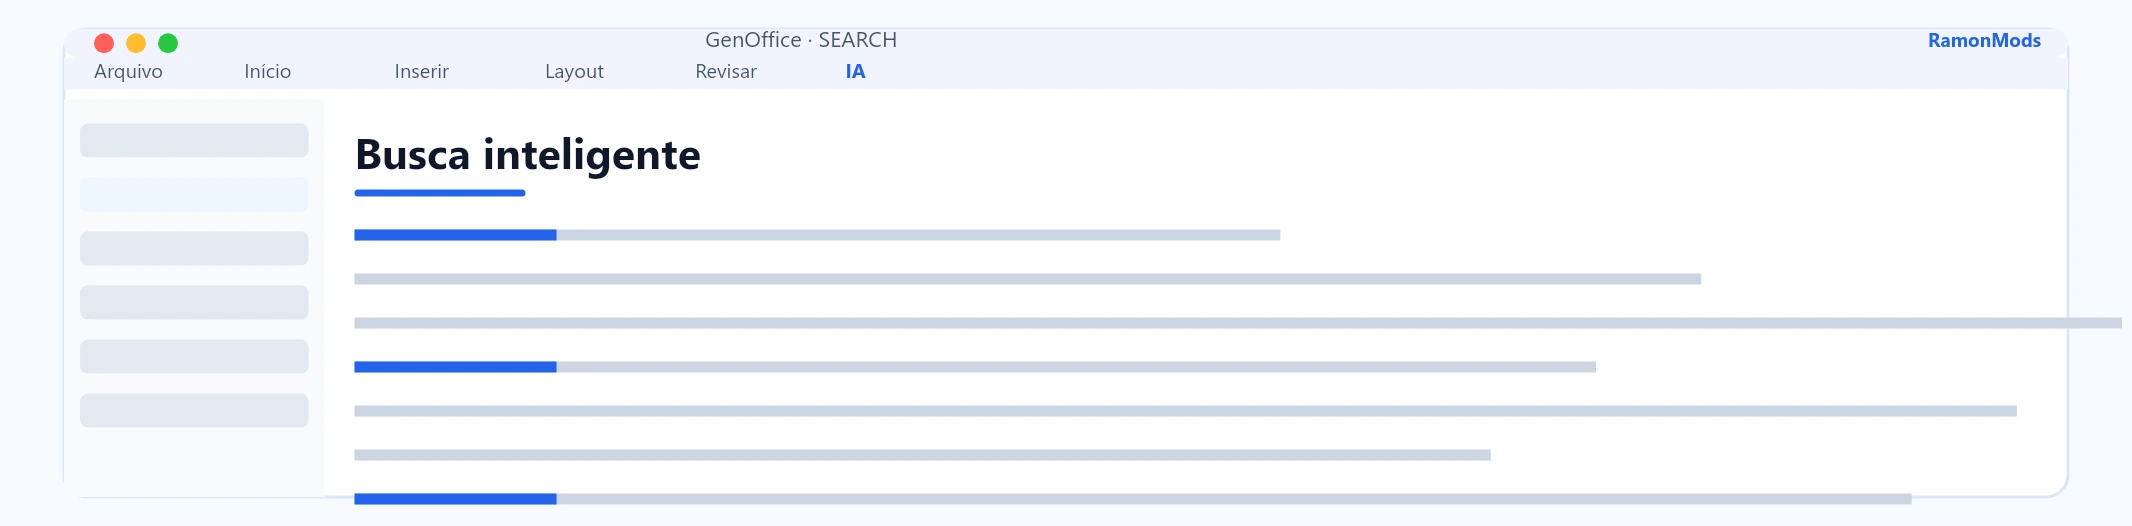 GenOffice · SEARCH
RamonMods
Arquivo Início Inserir Layout Revisar IA
Busca inteligente